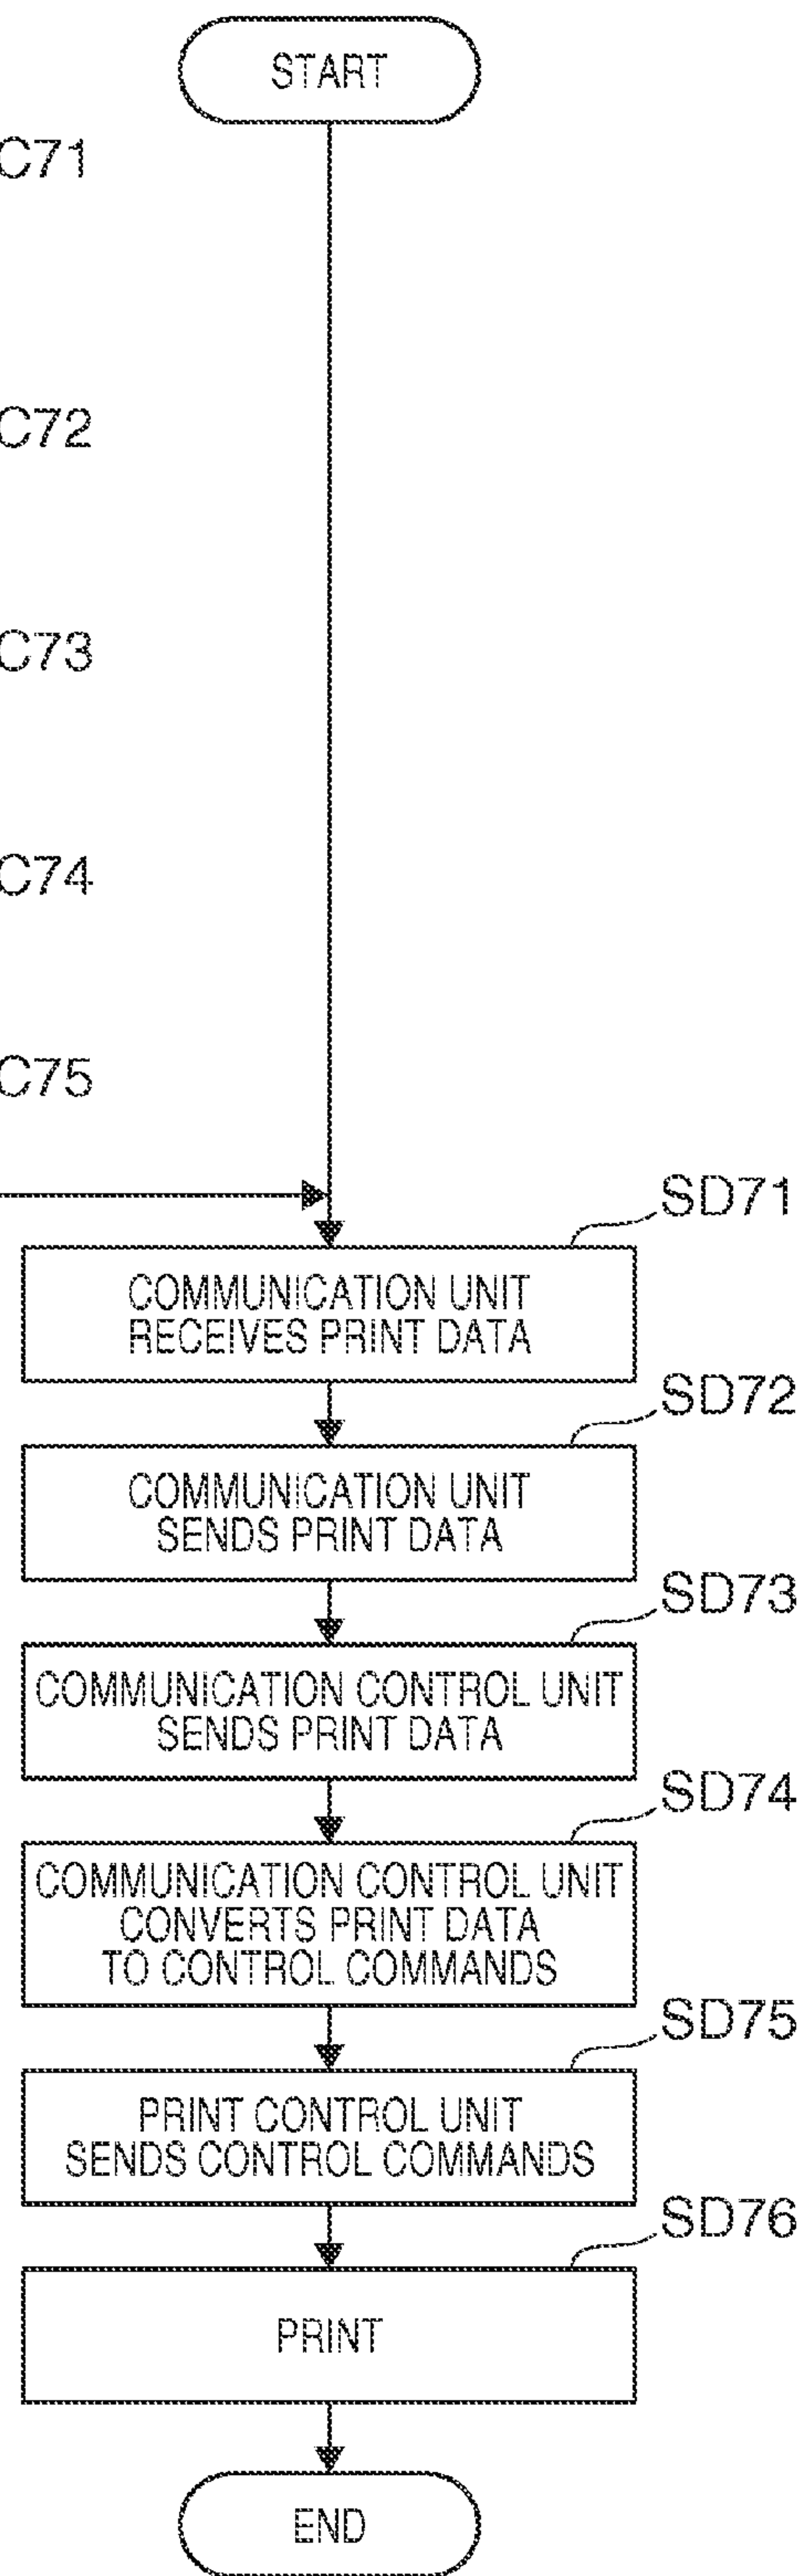 START
C71
C72
C73
C74
C75
SD71
COMMUNICATION UNIT
RECEIVES PRINT DATA
SD72
COMMUNICATION UNIT
SENDS PRINT DATA
SD73
COMMUNICATION CONTROL UNIT
SENDS PRINT DATA
SD74
COMMUNICATION CONTROL UNIT
CONVERTS PRINT DATA
TO CONTROL COMMANDS
SD75
PRINT CONTROL UNIT
SENDS CONTROL COMMANDS
SD76
PRINT
END